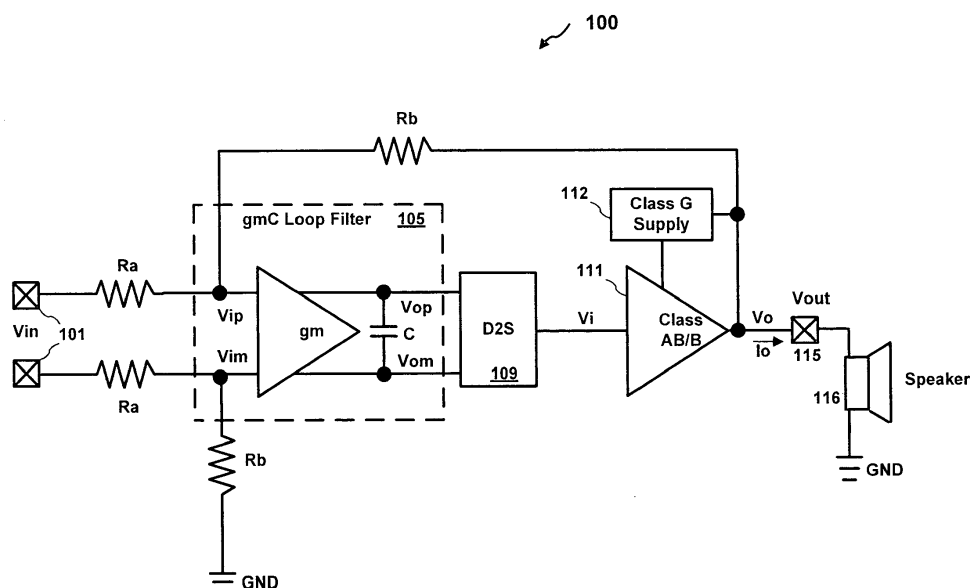 100
Rb
112
Class G
Supply
gmC Loop Filter 105
Ra
111
Vip
Vop
Vout
Vin
101
gm
C
D2S
Vi
Class
AB/B
Vo
Io
115
Vim
Vom
109
Speaker
116
Ra
Rb
GND
GND